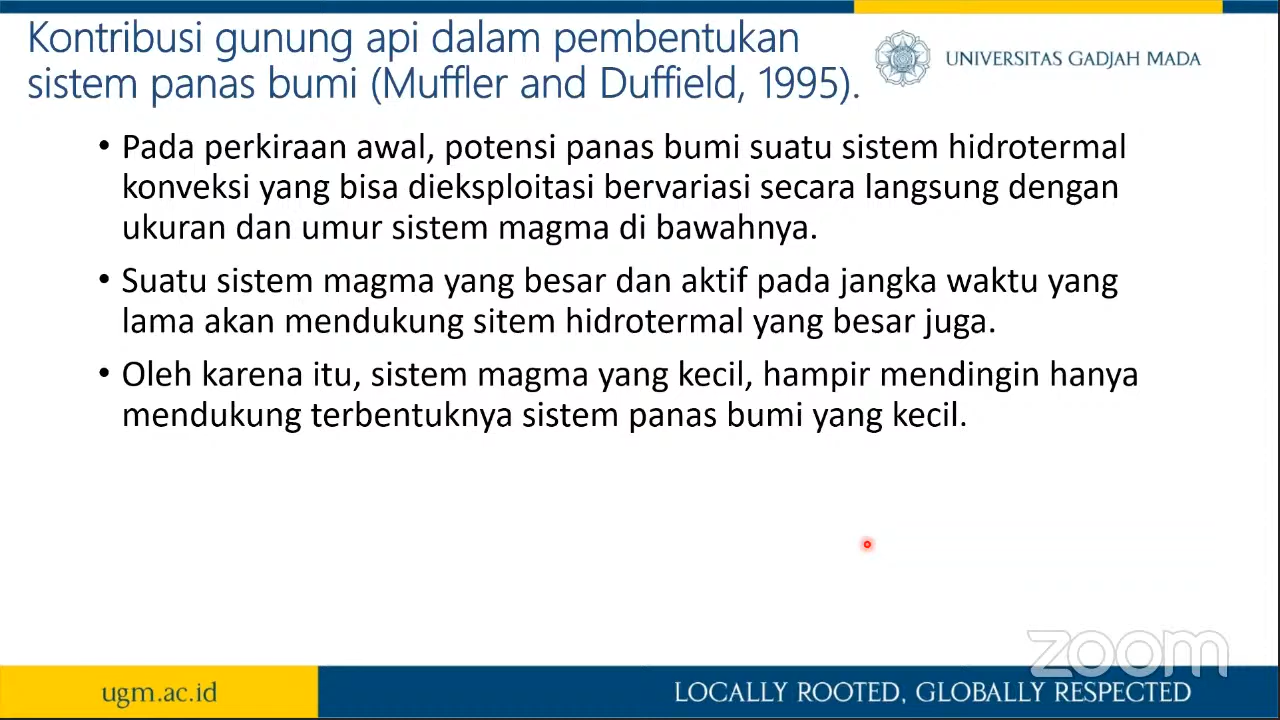 Kontribusi gunung api dalam pembentukan
sistem panas bumi (Muffler and Duffield, 1995).
UNIVERSITAS GADJAH MADA
• Pada perkiraan awal, potensi panas bumi suatu sistem hidrotermal
konveksi yang bisa dieksploitasi bervariasi secara langsung dengan
ukuran dan umur sistem magma di bawahnya.
• Suatu sistem magma yang besar dan aktif pada jangka waktu yang
lama akan mendukung sitem hidrotermal yang besar juga.
• Oleh karena itu, sistem magma yang kecil, hampir mendingin hanya
mendukung terbentuknya sistem panas bumi yang kecil.
zoom
ugm.ac.id
LOCALLY ROOTED, GLOBALLY RESPECTED